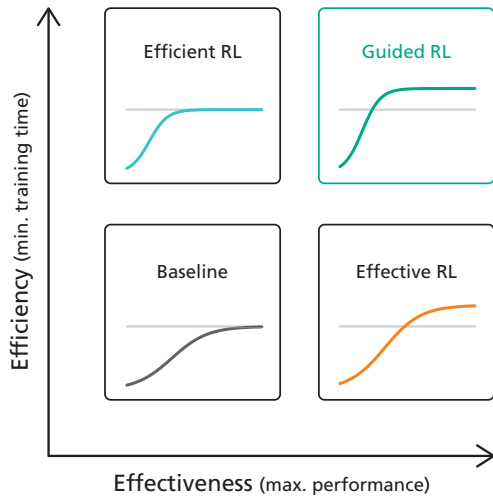 Efficient RL
Guided RL
Baseline
Effective RL
Efficiency (min. training time)
Effectiveness (max. performance)